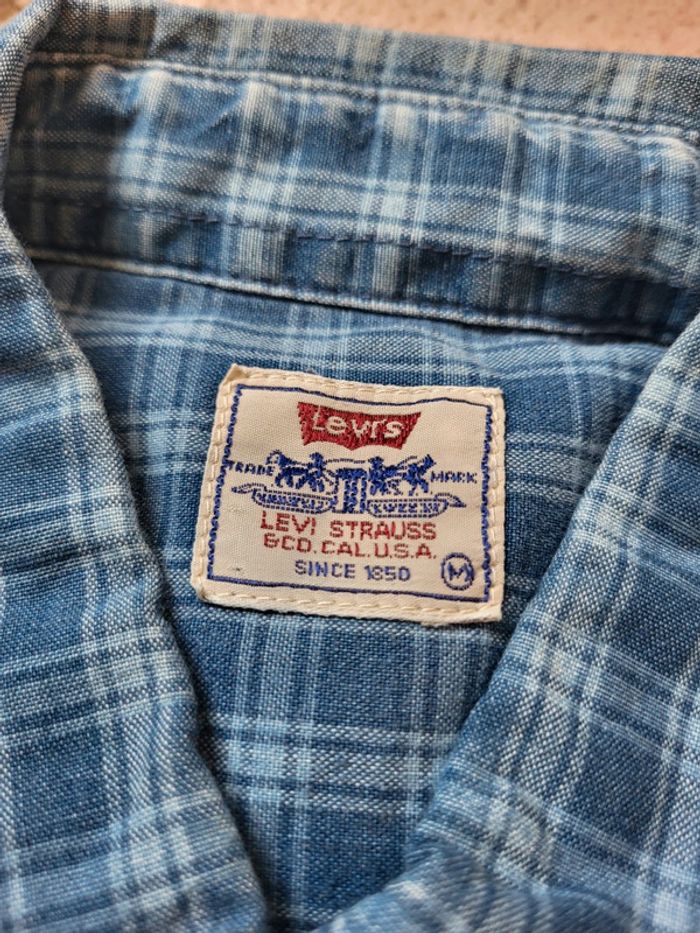 Levi's
TRADE MARK
LEVI STRAUSS
& CO. CAL. U.S.A.
SINCE 1850 M